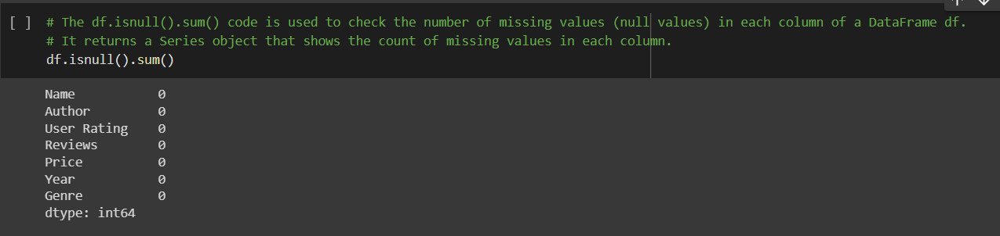 [ ] # The df.isnull().sum() code is used to check the number of missing values (null values) in each column of a DataFrame df.
# It returns a Series object that shows the count of missing values in each column.
df.isnull().sum()
Name 0
Author 0
User Rating 0
Reviews 0
Price 0
Year 0
Genre 0
dtype: int64